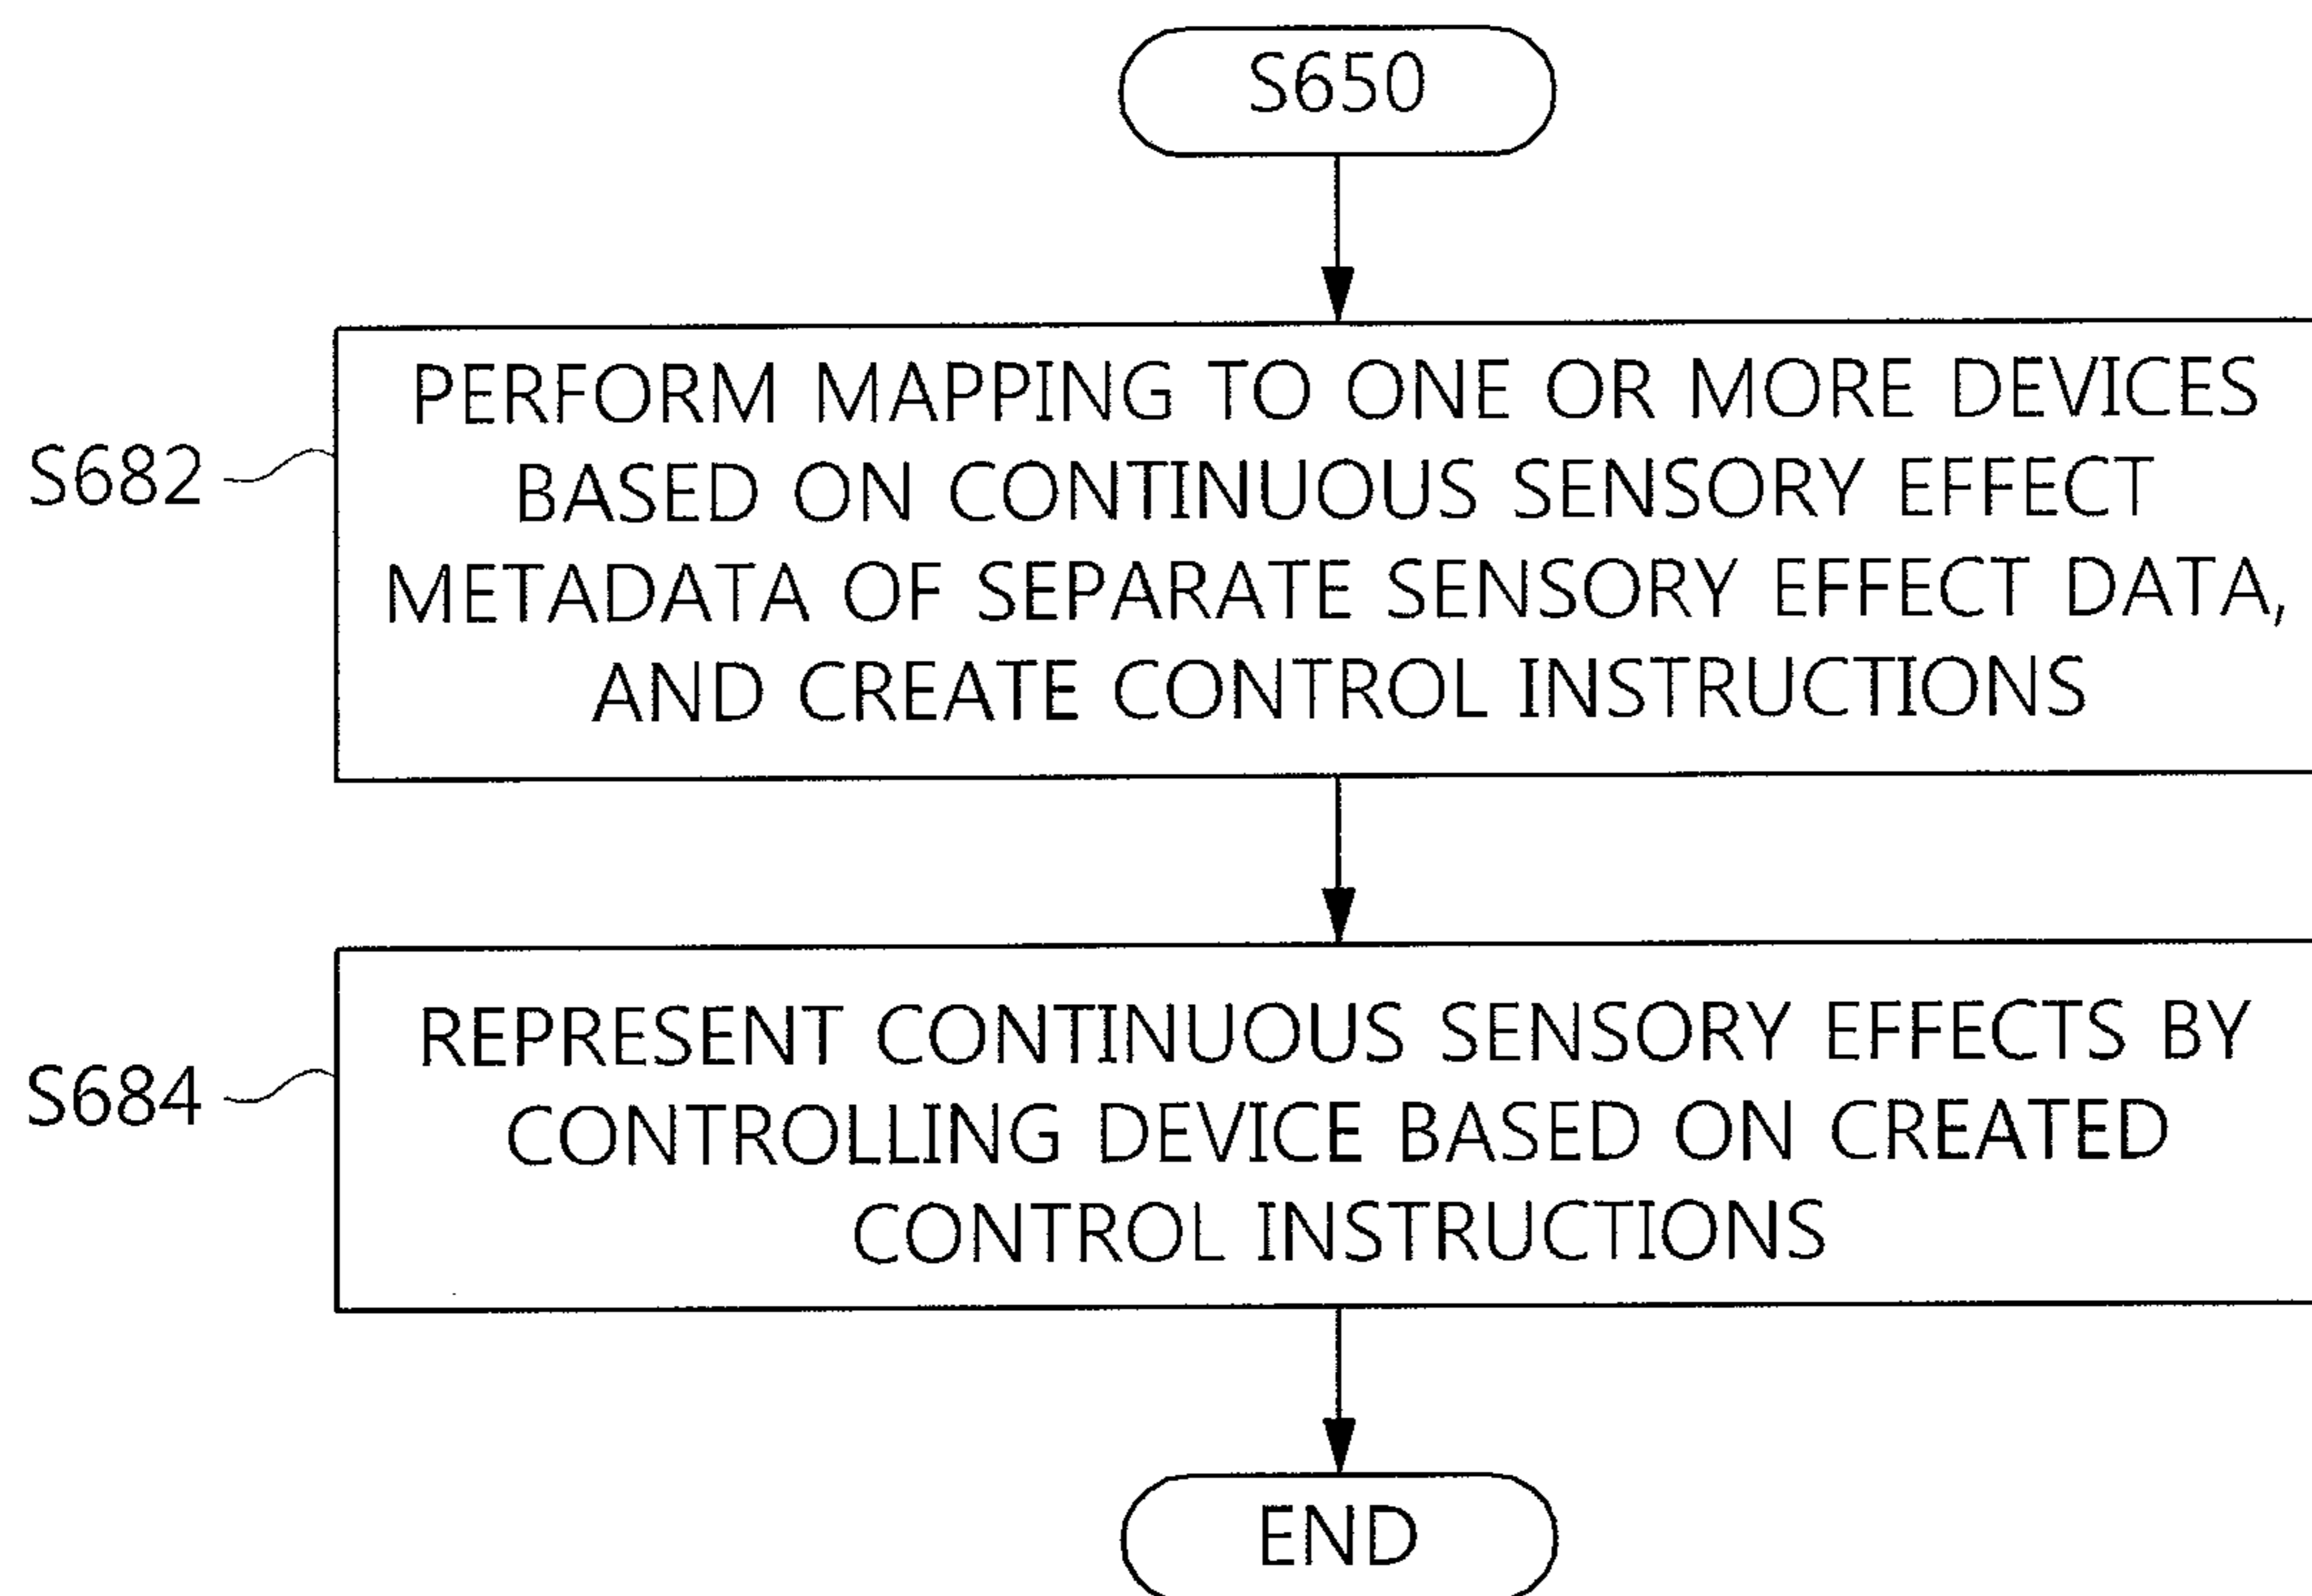 S650
S682
PERFORM MAPPING TO ONE OR MORE DEVICES
BASED ON CONTINUOUS SENSORY EFFECT
METADATA OF SEPARATE SENSORY EFFECT DATA,
AND CREATE CONTROL INSTRUCTIONS
S684
REPRESENT CONTINUOUS SENSORY EFFECTS BY
CONTROLLING DEVICE BASED ON CREATED
CONTROL INSTRUCTIONS
END